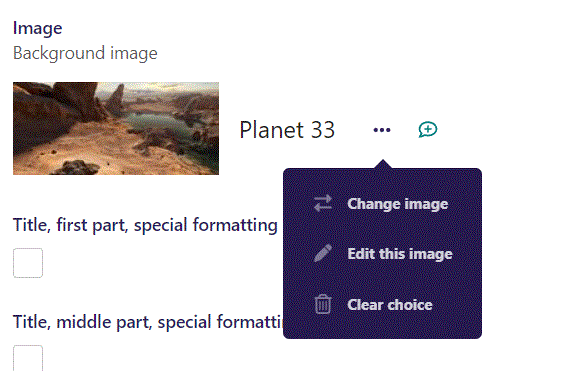 Image
Background image
Planet 33
Change image
Title, first part, special formatting
Edit this image
Clear choice
Title, middle part, special